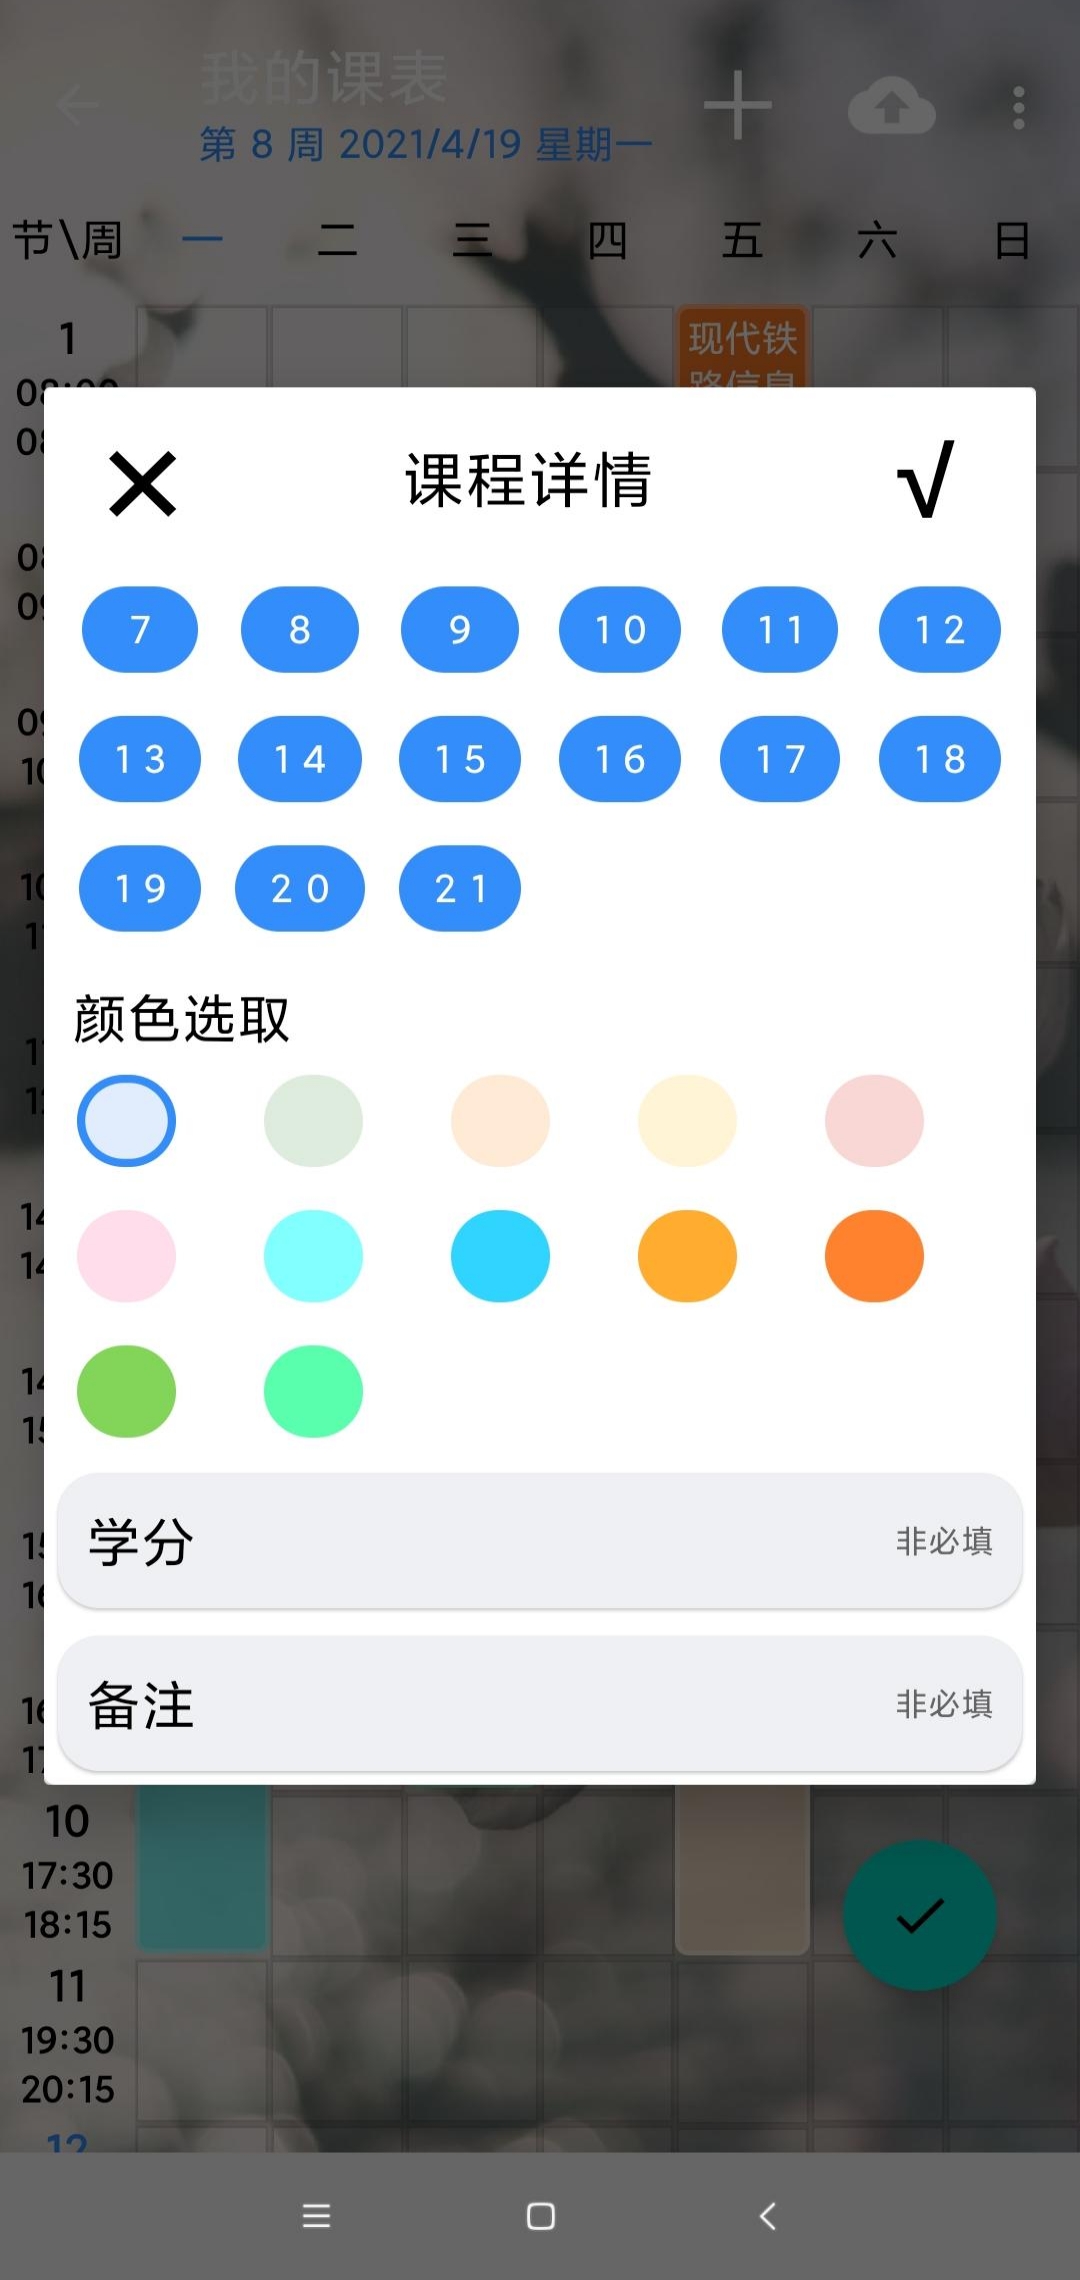 我的课表
第 8 周 2021/4/19 星期一
节\周 一 二 三 四 五 六 日
1
现代铁
路信息
课程详情
7 8 9 10 11 12
13 14 15 16 17 18
19 20 21
颜色选取
学分 非必填
备注 非必填
10
17:30
18:15
11
19:30
20:15
12